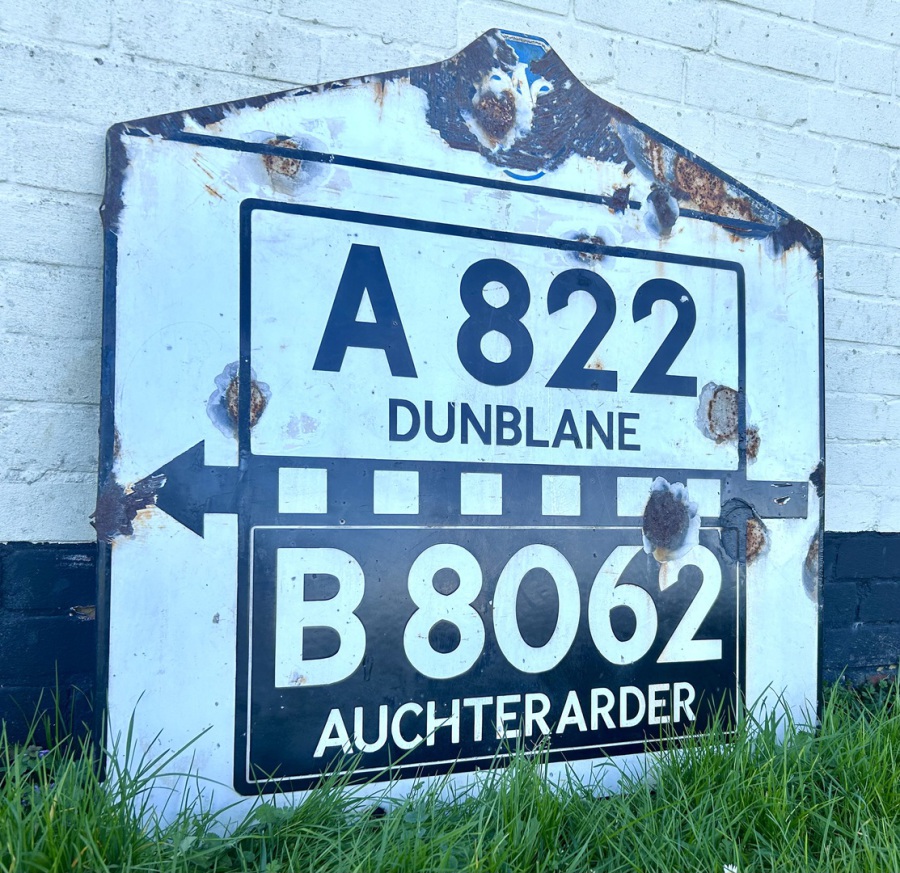 A 822
DUNBLANE
B 8062
AUCHTERARDER